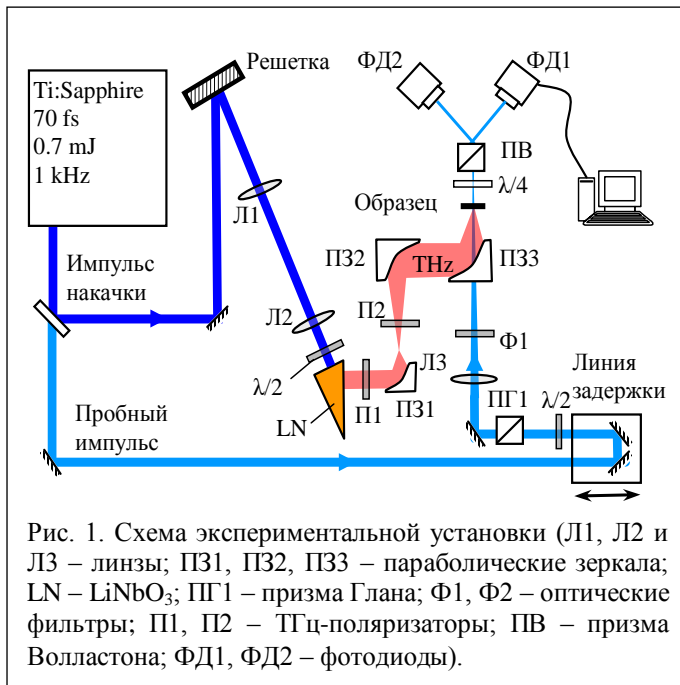 Решетка
ФД2
ФД1
Ti:Sapphire
70 fs
0.7 mJ
1 kHz
ПВ
λ/4
Л1
Образец
ПЗ2
THz
ПЗ3
Импульс
накачки
П2
Л2
Ф1
Л3
Линия
задержки
λ/2
ПГ1
λ/2
П1
ПЗ1
LN
Пробный
импульс
Рис. 1. Схема экспериментальной установки (Л1, Л2 и
Л3 – линзы; ПЗ1, ПЗ2, ПЗ3 – параболические зеркала;
LN – LiNbO₃; ПГ1 – призма Глана; Ф1, Ф2 – оптические
фильтры; П1, П2 – ТГц-поляризаторы; ПВ – призма
Волластона; ФД1, ФД2 – фотодиоды).